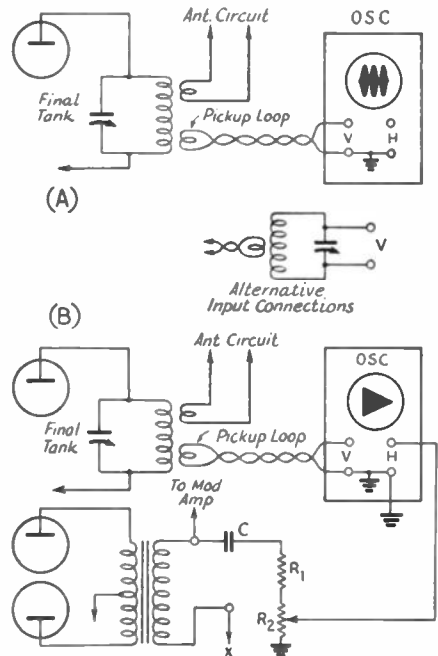 Ant. Circuit
OSC
Final
Tank
Pickup Loop
V H
(A)
V
Alternative
Input Connections
(B)
Ant. Circuit
OSC
Final
Tank
Pickup Loop
V H
To Mod
Amp
C
R1
R2
X